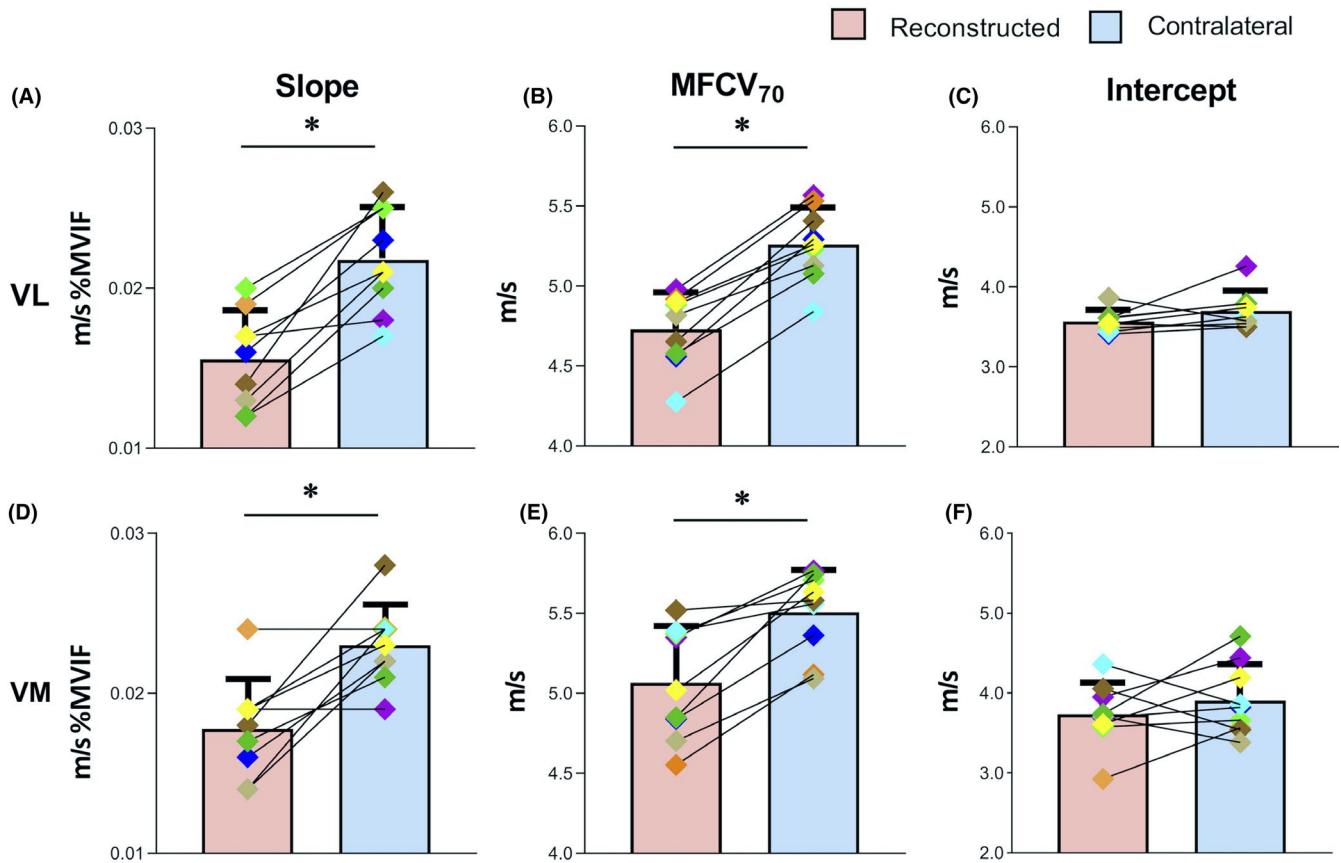 Reconstructed Contralateral
(A) Slope
(B) MFCV70
(C) Intercept
* *
0.03 6.0 6.0
5.5 5.0
VL m/s %MVIF 0.02 m/s 5.0 m/s 4.0
4.5 3.0
0.01 4.0 2.0
(D) * (E) * (F)
0.03 6.0 6.0
5.5 5.0
VM m/s %MVIF 0.02 m/s 5.0 m/s 4.0
4.5 3.0
0.01 4.0 2.0